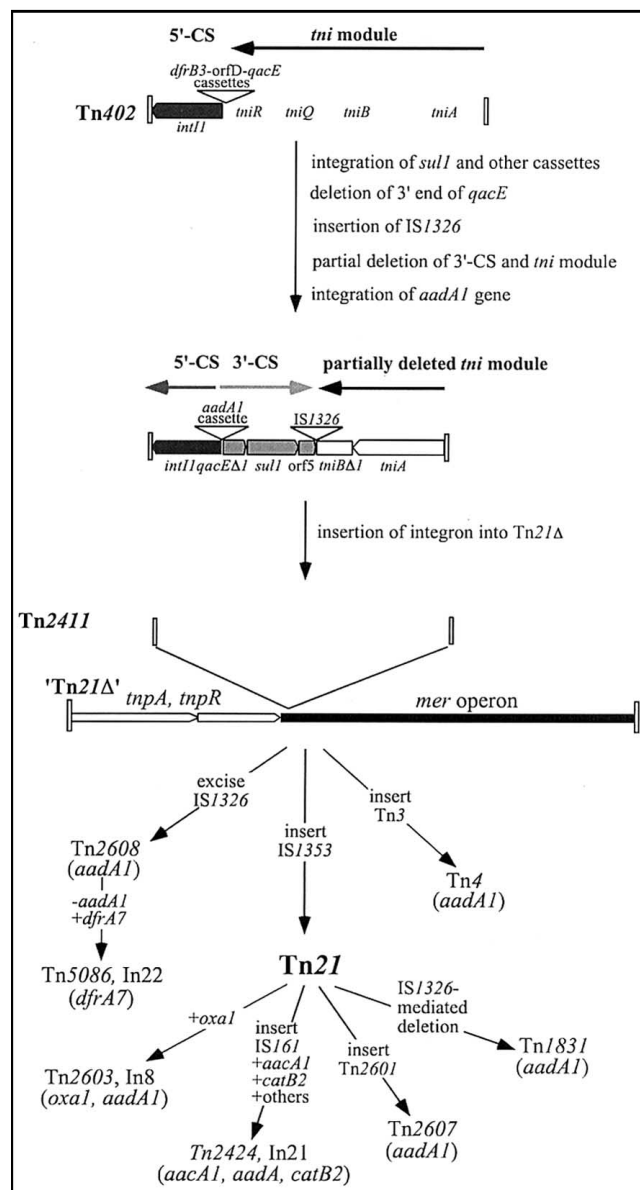 5'-CS tni module
dfrB3-orfD-qacE
cassettes
Tn402
intI1 tniR tniQ tniB tniA
integration of sul1 and other cassettes
deletion of 3' end of qacE
insertion of IS1326
partial deletion of 3'-CS and tni module
integration of aadA1 gene
5'-CS 3'-CS partially deleted tni module
aadA1
cassette
IS1326
intI1 qacEΔ1 sul1 orf5 tniBΔ1 tniA
insertion of integron into Tn21Δ
Tn2411
'Tn21Δ'
tnpA, tnpR
mer operon
excise
IS1326
insert
IS1353
insert
Tn3
Tn2608
(aadA1)
-aadA1
+dfrA7
Tn5086, In22
(dfrA7)
Tn4
(aadA1)
Tn21
+oxa1
insert
IS161
+aacA1
+catB2
+others
insert
Tn2601
IS1326-
mediated
deletion
Tn2603, In8
(oxa1, aadA1)
Tn2424, In21
(aacA1, aadA, catB2)
Tn2607
(aadA1)
Tn1831
(aadA1)